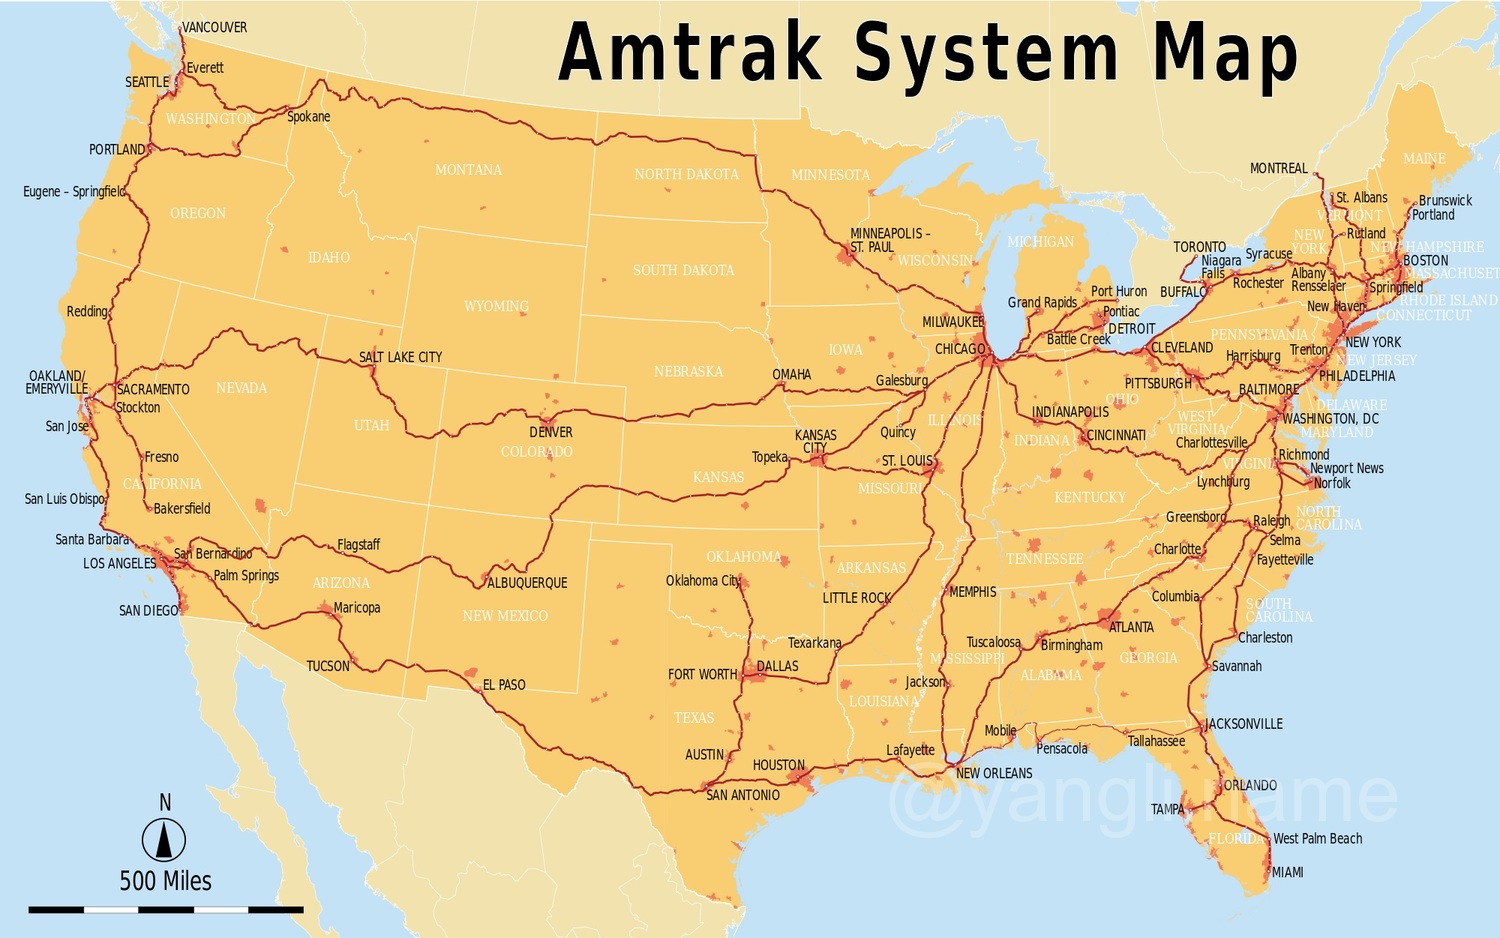 Amtrak System Map
VANCOUVER
Everett
SEATTLE
WASHINGTON
Spokane
PORTLAND
MONTANA
NORTH DAKOTA
MINNESOTA
MONTREAL
MAINE
Eugene – Springfield
OREGON
St. Albans
Brunswick
Portland
VERMONT
Rutland
NEW
YORK
NEW HAMPSHIRE
MINNEAPOLIS –
ST. PAUL
MICHIGAN
TORONTO
Niagara
Falls
Syracuse
BOSTON
IDAHO
SOUTH DAKOTA
WISCONSIN
Rochester
Albany
Rensselaer
MASSACHUSET
Springfield
BUFFALO
Port Huron
Grand Rapids
Pontiac
WYOMING
RHODE ISLAND
New Haven
CONNECTICUT
Redding
MILWAUKEE
DETROIT
Battle Creek
PENNSYLVANIA
NEW YORK
CHICAGO
CLEVELAND
Harrisburg
Trenton
NEW JERSEY
SALT LAKE CITY
IOWA
NEBRASKA
OMAHA
Galesburg
PITTSBURGH
PHILADELPHIA
OAKLAND/
EMERYVILLE
SACRAMENTO
NEVADA
BALTIMORE
OHIO
DELAWARE
Stockton
San Jose
UTAH
DENVER
COLORADO
KANSAS
CITY
Quincy
ILLINOIS
INDIANAPOLIS
INDIANA
CINCINNATI
WEST
VIRGINIA
WASHINGTON, DC
MARYLAND
Charlottesville
Fresno
Topeka
ST. LOUIS
Richmond
VIRGINIA
Newport News
Norfolk
CALIFORNIA
KANSAS
MISSOURI
Lynchburg
San Luis Obispo
Bakersfield
KENTUCKY
NORTH
CAROLINA
Greensboro
Raleigh
Santa Barbara
Flagstaff
Selma
LOS ANGELES
San Bernardino
OKLAHOMA
TENNESSEE
Charlotte
Fayetteville
Palm Springs
ARIZONA
ALBUQUERQUE
Oklahoma City
ARKANSAS
MEMPHIS
Columbia
SOUTH
CAROLINA
SAN DIEGO
Maricopa
NEW MEXICO
LITTLE ROCK
ATLANTA
Charleston
Texarkana
Tuscaloosa
Birmingham
TUCSON
MISSISSIPPI
GEORGIA
Savannah
EL PASO
FORT WORTH
DALLAS
Jackson
ALABAMA
TEXAS
LOUISIANA
JACKSONVILLE
Mobile
Pensacola
Tallahassee
AUSTIN
HOUSTON
Lafayette
NEW ORLEANS
SAN ANTONIO
ORLANDO
@yangli.name
TAMPA
FLORIDA
West Palm Beach
MIAMI
N
500 Miles